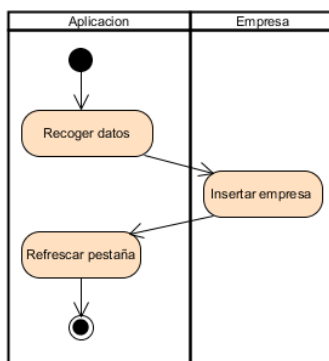 Aplicacion
Empresa
Recoger datos
Insertar empresa
Refrescar pestaña